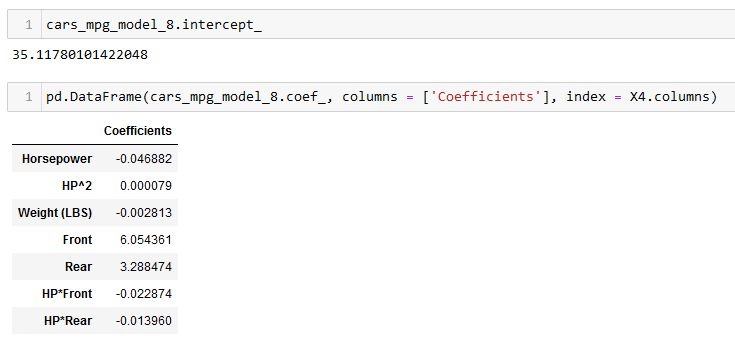 1 cars_mpg_model_8.intercept_
35.11780101422048
1 pd.DataFrame(cars_mpg_model_8.coef_, columns = ['Coefficients'], index = X4.columns)
Coefficients
Horsepower -0.046882
HP^2 0.000079
Weight (LBS) -0.002813
Front 6.054361
Rear 3.288474
HP*Front -0.022874
HP*Rear -0.013960